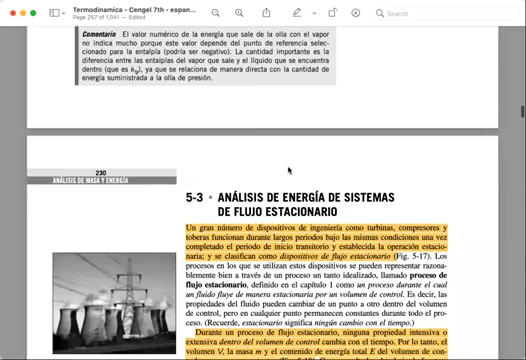 Termodinamica - Cengel 7th - espan...
Page 257 of 1,041 — Edited
Search
Comentario El valor numérico de la energía que sale de la olla con el vapor
no indica mucho porque este valor depende del punto de referencia selec-
cionado para la entalpía (podría ser negativo). La cantidad importante es la
diferencia entre las entalpías del vapor que sale y el líquido que se encuentra
dentro (que es hfg), ya que se relaciona de manera directa con la cantidad de
energía suministrada a la olla de presión.
230
ANÁLISIS DE MASA Y ENERGÍA
5-3 ▪ ANÁLISIS DE ENERGÍA DE SISTEMAS
DE FLUJO ESTACIONARIO
Un gran número de dispositivos de ingeniería como turbinas, compresores y
toberas funcionan durante largos periodos bajo las mismas condiciones una vez
completado el periodo de inicio transitorio y establecida la operación estacio-
naria; y se clasifican como dispositivos de flujo estacionario (Fig. 5-17). Los
procesos en los que se utilizan estos dispositivos se pueden representar razona-
blemente bien a través de un proceso un tanto idealizado, llamado proceso de
flujo estacionario, definido en el capítulo 1 como un proceso durante el cual
un fluido fluye de manera estacionaria por un volumen de control. Es decir, las
propiedades del fluido pueden cambiar de un punto a otro dentro del volumen
de control, pero en cualquier punto permanecen constantes durante todo el pro-
ceso. (Recuerde, estacionario significa ningún cambio con el tiempo.)
Durante un proceso de flujo estacionario, ninguna propiedad intensiva o
extensiva dentro del volumen de control cambia con el tiempo. Por lo tanto, el
volumen V, la masa m y el contenido de energía total E del volumen de con-